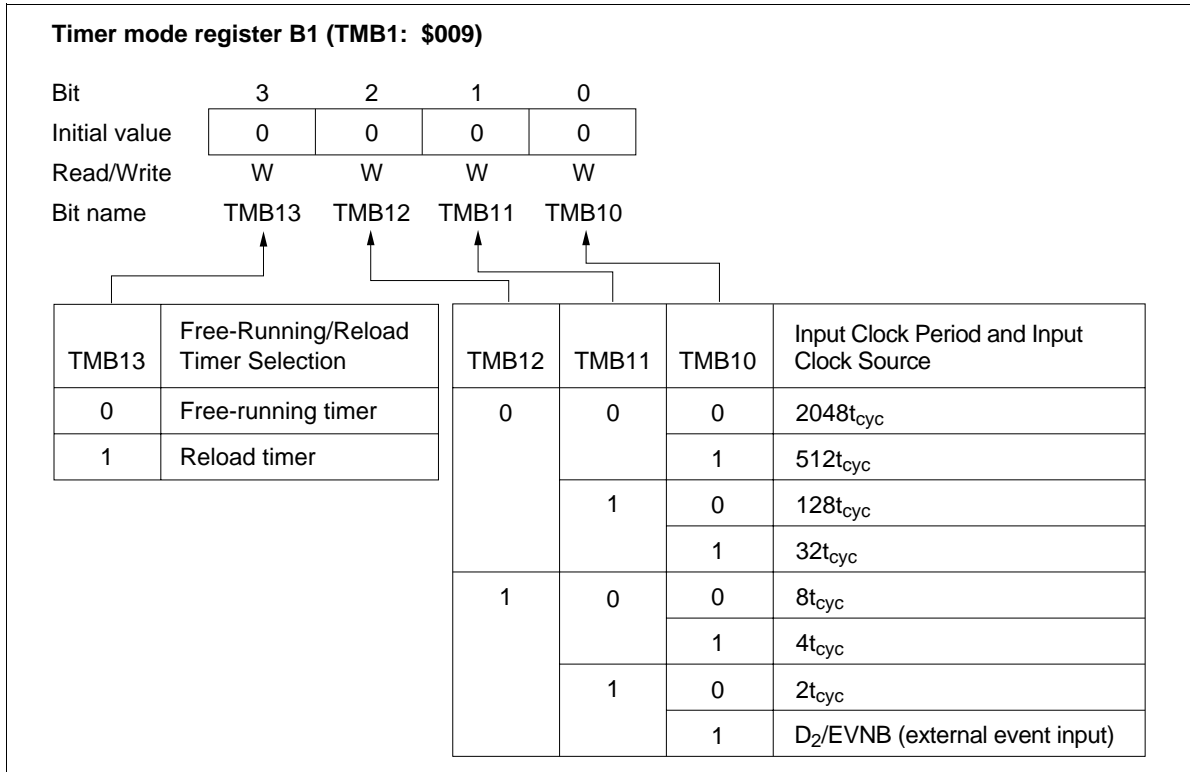 Timer mode register B1 (TMB1: $009)
Bit 3 2 1 0
Initial value 0 0 0 0
Read/Write W W W W
Bit name TMB13 TMB12 TMB11 TMB10
TMB13 Free-Running/Reload Timer Selection
0 Free-running timer
1 Reload timer
TMB12 TMB11 TMB10 Input Clock Period and Input Clock Source
0 0 0 2048tcyc
1 512tcyc
1 0 128tcyc
1 32tcyc
1 0 0 8tcyc
1 4tcyc
1 0 2tcyc
1 D2/EVNB (external event input)